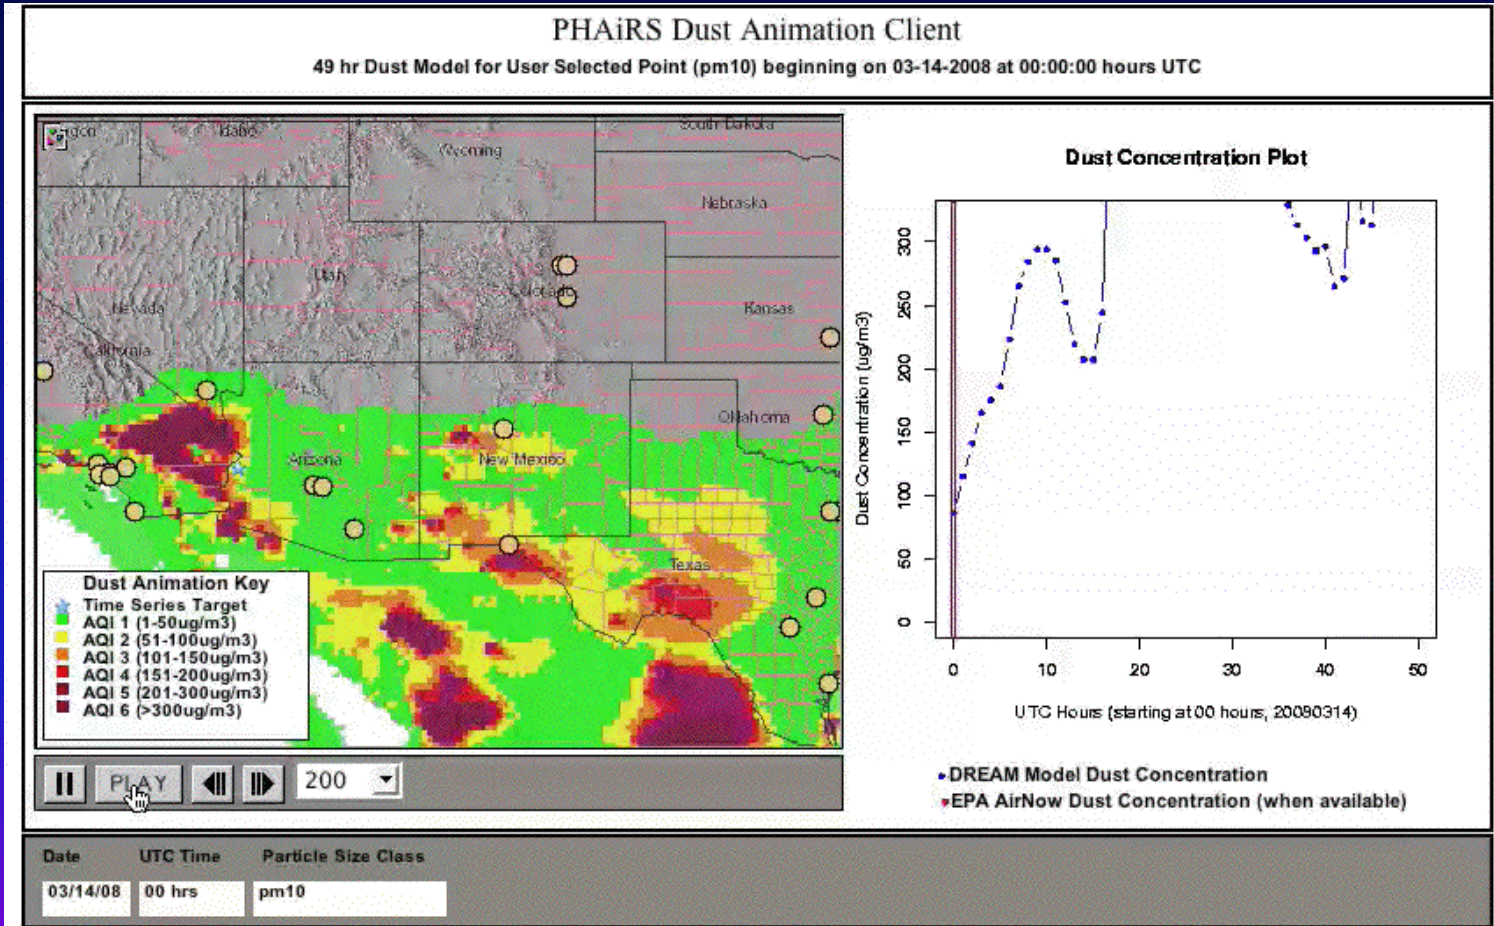 PHAiRS Dust Animation Client
49 hr Dust Model for User Selected Point (pm10) beginning on 03-14-2008 at 00:00:00 hours UTC
Idaho
South Dakota
Wyoming
Nebraska
Utah
Colorado
Nevada
Kansas
California
Oklahoma
Arizona
New Mexico
Texas
Dust Animation Key
Time Series Target
AQI 1 (1-50ug/m3)
AQI 2 (51-100ug/m3)
AQI 3 (101-150ug/m3)
AQI 4 (151-200ug/m3)
AQI 5 (201-300ug/m3)
AQI 6 (>300ug/m3)
PLAY
200
Dust Concentration Plot
Dust Concentration (ug/m3)
300
250
200
150
100
50
0
0 10 20 30 40 50
UTC Hours (starting at 00 hours, 20080314)
DREAM Model Dust Concentration
EPA AirNow Dust Concentration (when available)
Date UTC Time Particle Size Class
03/14/08 00 hrs pm10